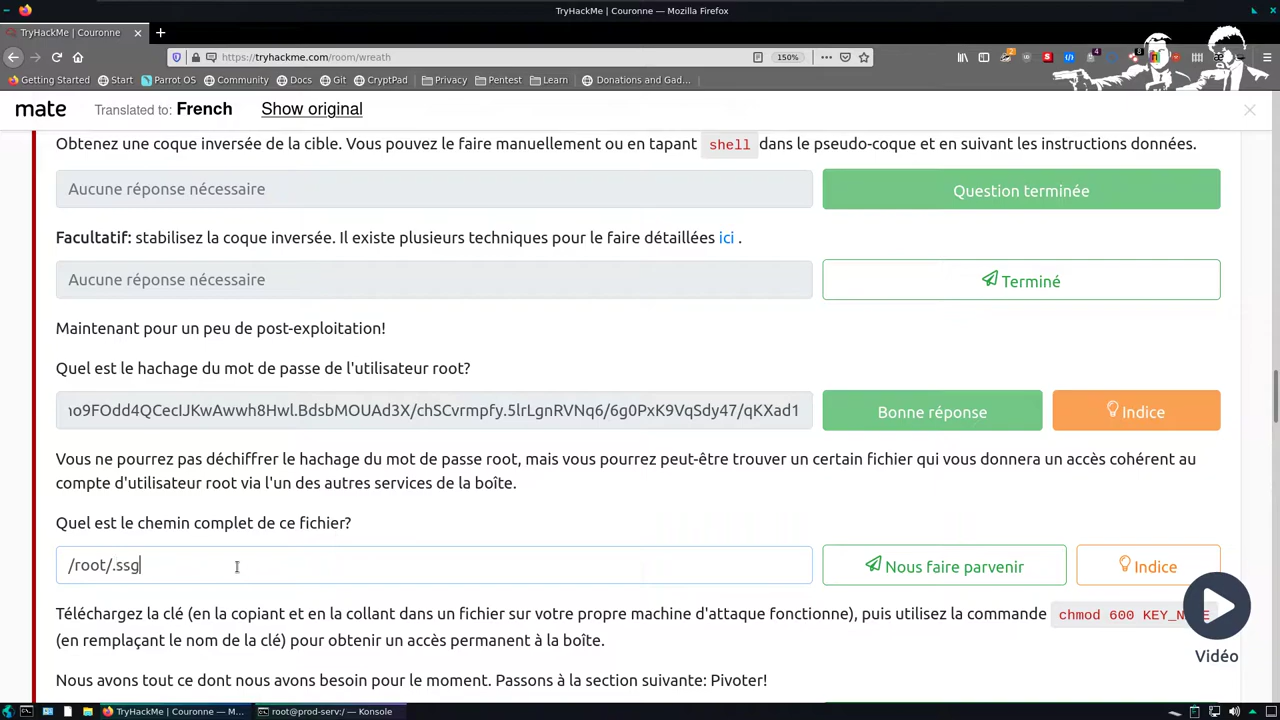 TryHackMe | Couronne — Mozilla Firefox
TryHackMe | Couronne
https://tryhackme.com/room/wreath
150%
Getting Started
Start
Parrot OS
Community
Docs
Git
CryptPad
Privacy
Pentest
Learn
Donations and Gad...
mate
Translated to: French
Show original
Obtenez une coque inversée de la cible. Vous pouvez le faire manuellement ou en tapant shell dans le pseudo-coque et en suivant les instructions données.
Aucune réponse nécessaire
Question terminée
Facultatif: stabilisez la coque inversée. Il existe plusieurs techniques pour le faire détaillées ici .
Aucune réponse nécessaire
Terminé
Maintenant pour un peu de post-exploitation!
Quel est le hachage du mot de passe de l'utilisateur root?
no9FOdd4QCecIJKwAwwh8Hwl.BdsbMOUAd3X/chSCvrmpfy.5lrLgnRVNq6/6g0PxK9VqSdy47/qKXad1
Bonne réponse
Indice
Vous ne pourrez pas déchiffrer le hachage du mot de passe root, mais vous pourrez peut-être trouver un certain fichier qui vous donnera un accès cohérent au
compte d'utilisateur root via l'un des autres services de la boîte.
Quel est le chemin complet de ce fichier?
/root/.ssg
Nous faire parvenir
Indice
Téléchargez la clé (en la copiant et en la collant dans un fichier sur votre propre machine d'attaque fonctionne), puis utilisez la commande chmod 600 KEY_N
(en remplaçant le nom de la clé) pour obtenir un accès permanent à la boîte.
Vidéo
Nous avons tout ce dont nous avons besoin pour le moment. Passons à la section suivante: Pivoter!
TryHackMe | Couronne — M...
root@prod-serv:/ — Konsole